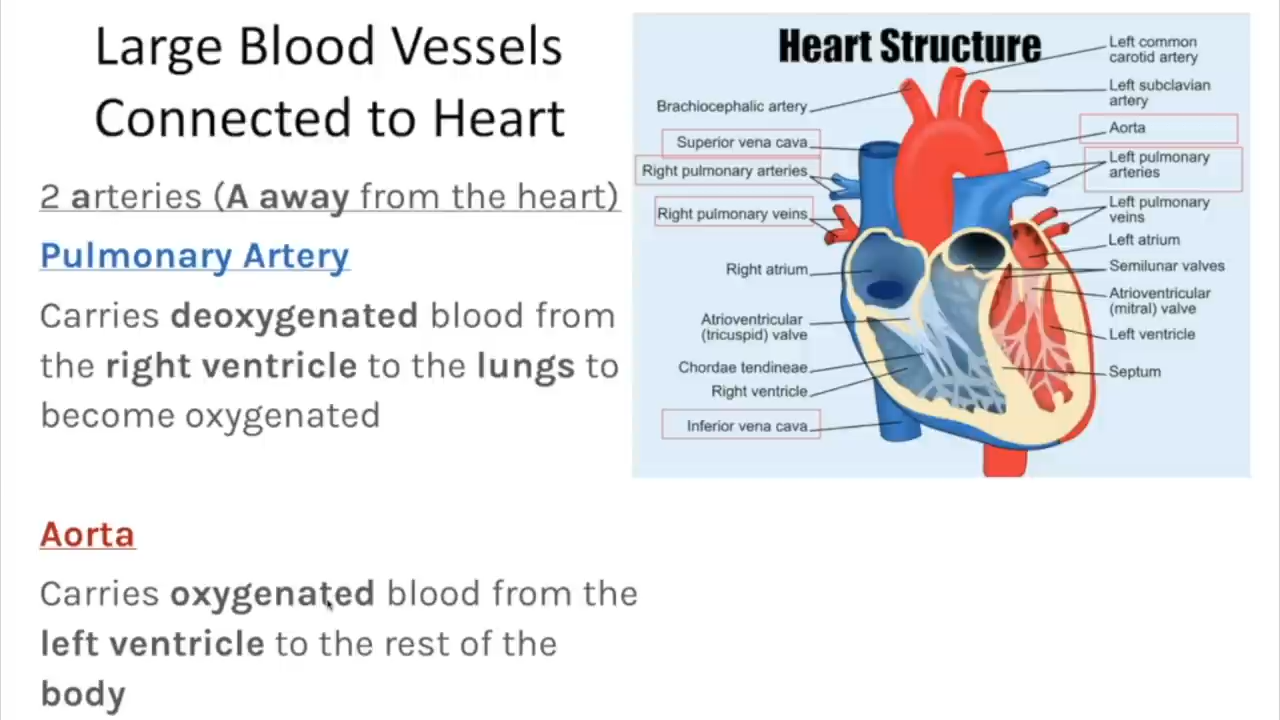 Large Blood Vessels
Connected to Heart
2 arteries (A away from the heart)
Pulmonary Artery
Carries deoxygenated blood from
the right ventricle to the lungs to
become oxygenated
Aorta
Carries oxygenated blood from the
left ventricle to the rest of the
body
Heart Structure
Brachiocephalic artery
Superior vena cava
Right pulmonary arteries
Right pulmonary veins
Right atrium
Atrioventricular
(tricuspid) valve
Chordae tendineae
Right ventricle
Inferior vena cava
Left common
carotid artery
Left subclavian
artery
Aorta
Left pulmonary
arteries
Left pulmonary
veins
Left atrium
Semilunar valves
Atrioventricular
(mitral) valve
Left ventricle
Septum